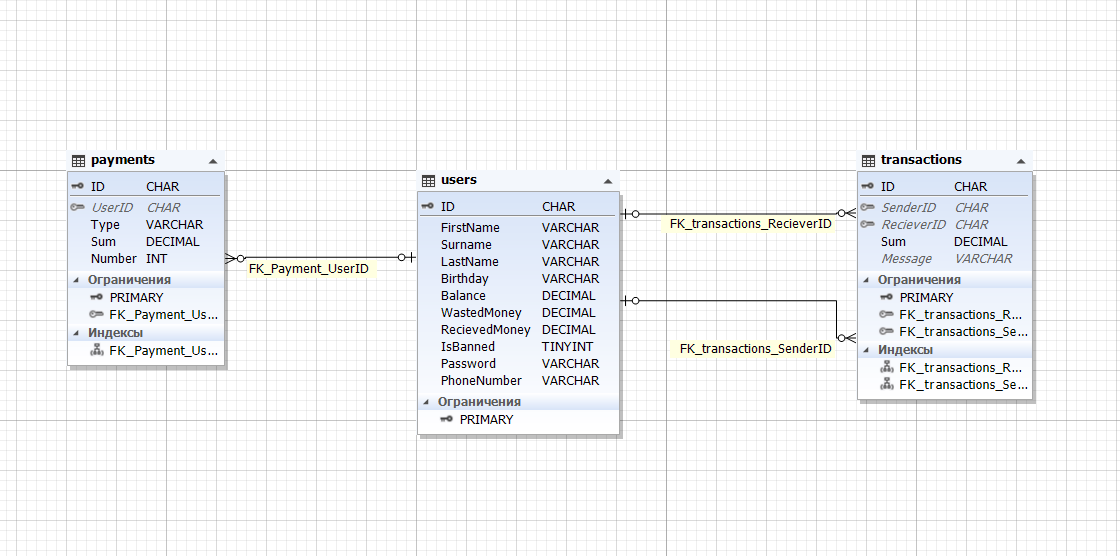 payments
ID CHAR
UserID CHAR
Type VARCHAR
Sum DECIMAL
Number INT
Ограничения
PRIMARY
FK_Payment_Us...
Индексы
FK_Payment_Us...
FK_Payment_UserID
users
ID CHAR
FirstName VARCHAR
Surname VARCHAR
LastName VARCHAR
Birthday VARCHAR
Balance DECIMAL
WastedMoney DECIMAL
RecievedMoney DECIMAL
IsBanned TINYINT
Password VARCHAR
PhoneNumber VARCHAR
Ограничения
PRIMARY
FK_transactions_RecieverID
FK_transactions_SenderID
transactions
ID CHAR
SenderID CHAR
RecieverID CHAR
Sum DECIMAL
Message VARCHAR
Ограничения
PRIMARY
FK_transactions_R...
FK_transactions_Se...
Индексы
FK_transactions_R...
FK_transactions_Se...